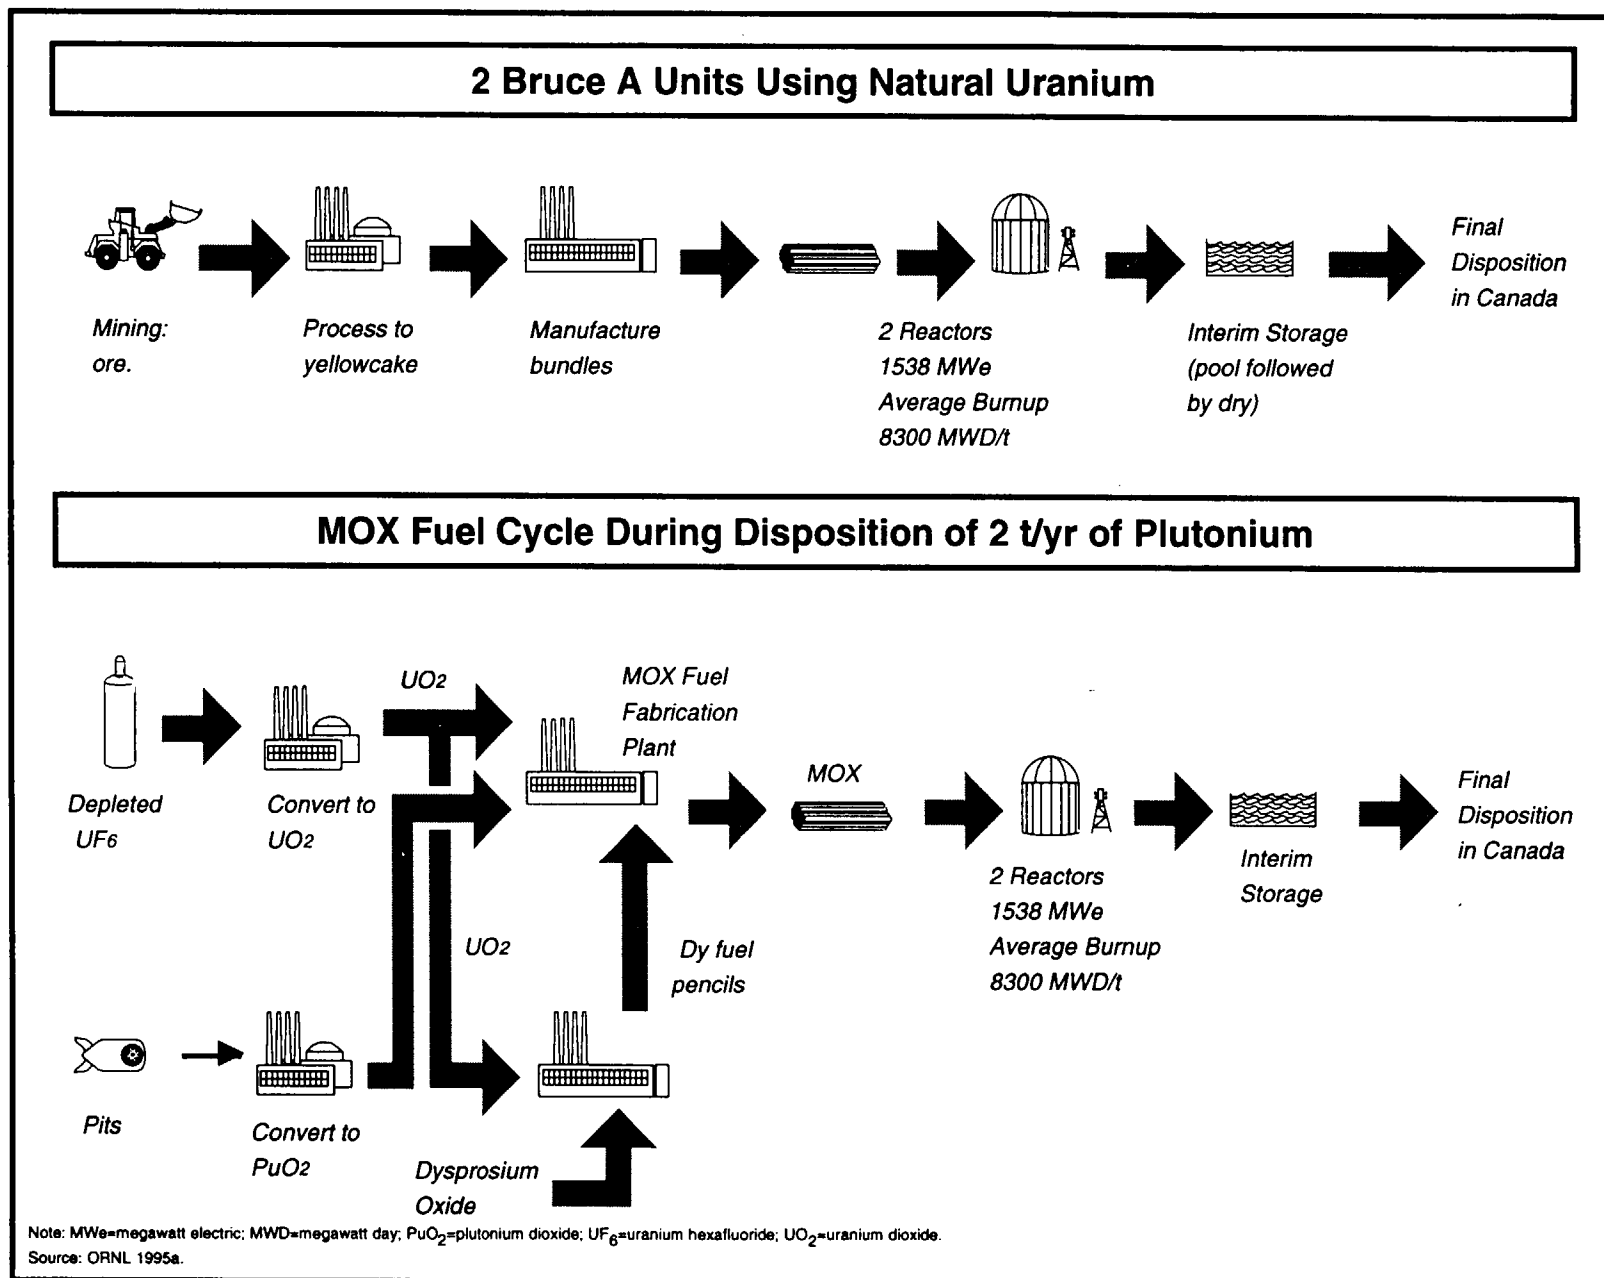 2 Bruce A Units Using Natural Uranium
Mining:
ore.
Process to
yellowcake
Manufacture
bundles
2 Reactors
1538 MWe
Average Burnup
8300 MWD/t
Interim Storage
(pool followed
by dry)
Final
Disposition
in Canada
MOX Fuel Cycle During Disposition of 2 t/yr of Plutonium
Depleted
UF6
Convert to
UO2
UO2
MOX Fuel
Fabrication
Plant
MOX
2 Reactors
1538 MWe
Average Burnup
8300 MWD/t
Interim
Storage
Final
Disposition
in Canada
UO2
Dy fuel
pencils
Pits
Convert to
PuO2
Dysprosium
Oxide
Note: MWe=megawatt electric; MWD=megawatt day; PuO2=plutonium dioxide; UF6=uranium hexafluoride; UO2=uranium dioxide.
Source: ORNL 1995a.